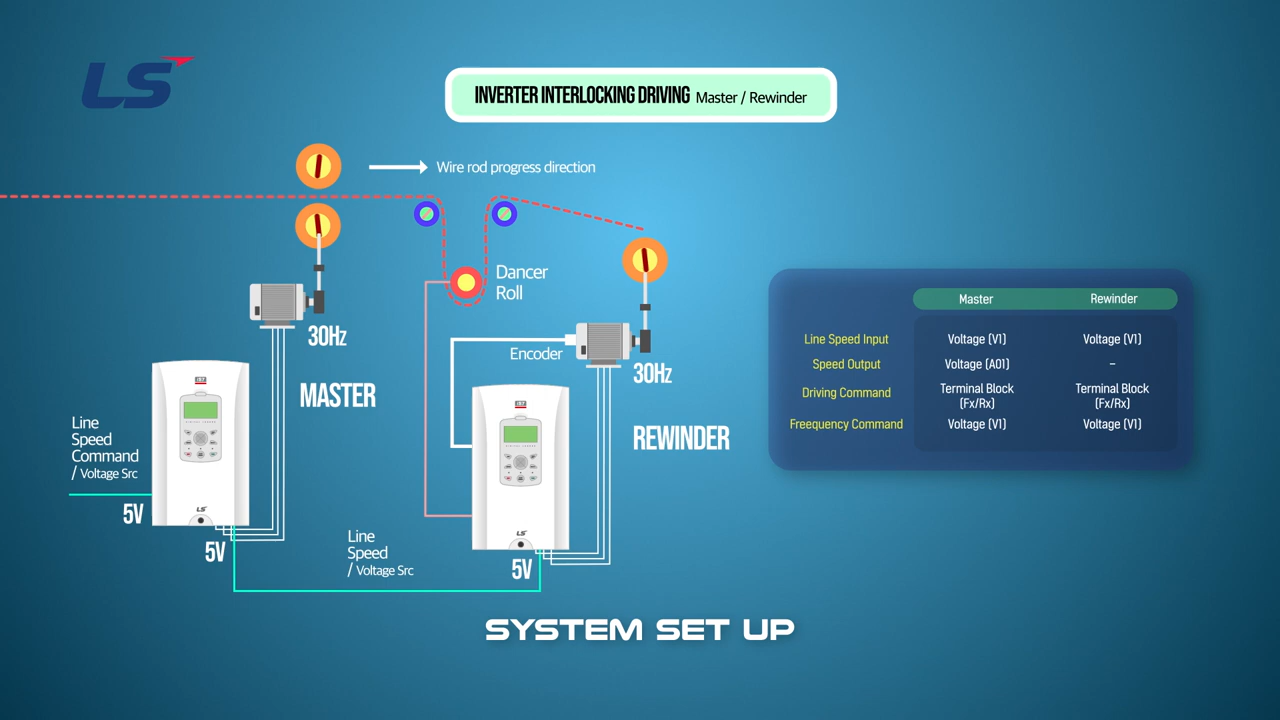 LS
INVERTER INTERLOCKING DRIVING Master / Rewinder
Wire rod progress direction
Dancer
Roll
30Hz
Encoder
30Hz
MASTER
REWINDER
Line
Speed
Command
/ Voltage Src
5V
5V
LS
Line
Speed
/ Voltage Src
LS
5V
Master Rewinder
Line Speed Input Voltage (V1) Voltage (V1)
Speed Output Voltage (A01) –
Driving Command Terminal Block (Fx/Rx) Terminal Block (Fx/Rx)
Freequency Command Voltage (V1) Voltage (V1)
SYSTEM SET UP